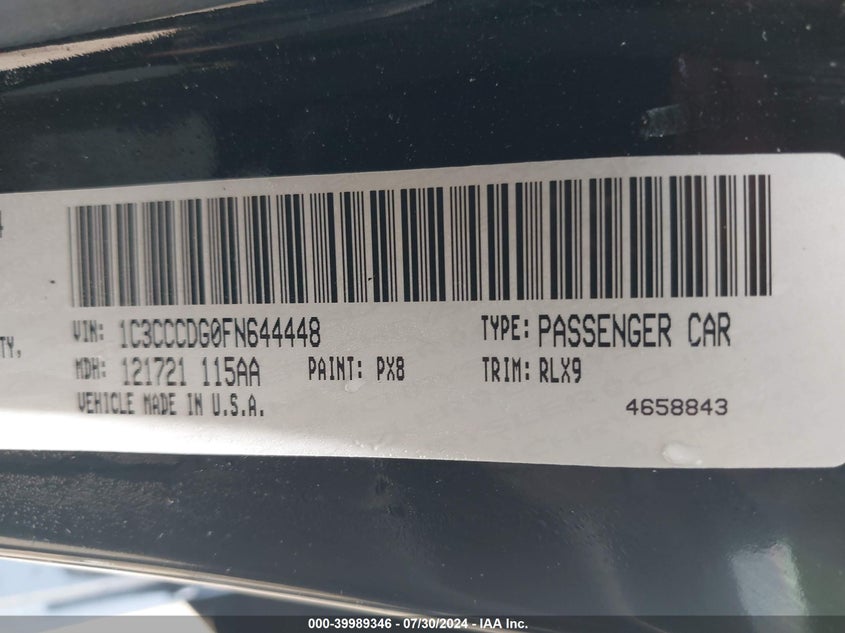 VIN: 1C3CCCDG0FN644448 TYPE: PASSENGER CAR
TY,
MDH: 121721 115AA PAINT: PX8 TRIM: RLX9
VEHICLE MADE IN U.S.A. 4658843
000-39989346 - 07/30/2024 - IAA Inc.